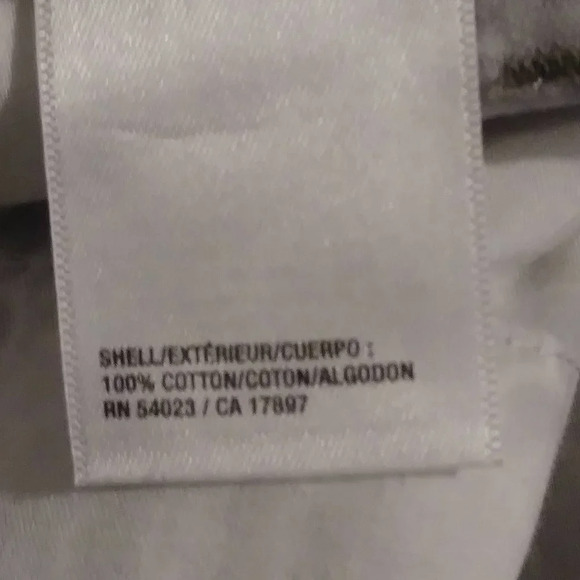 SHELL/EXTÉRIEUR/CUERPO :
100% COTTON/COTON/ALGODON
RN 54023 / CA 17897